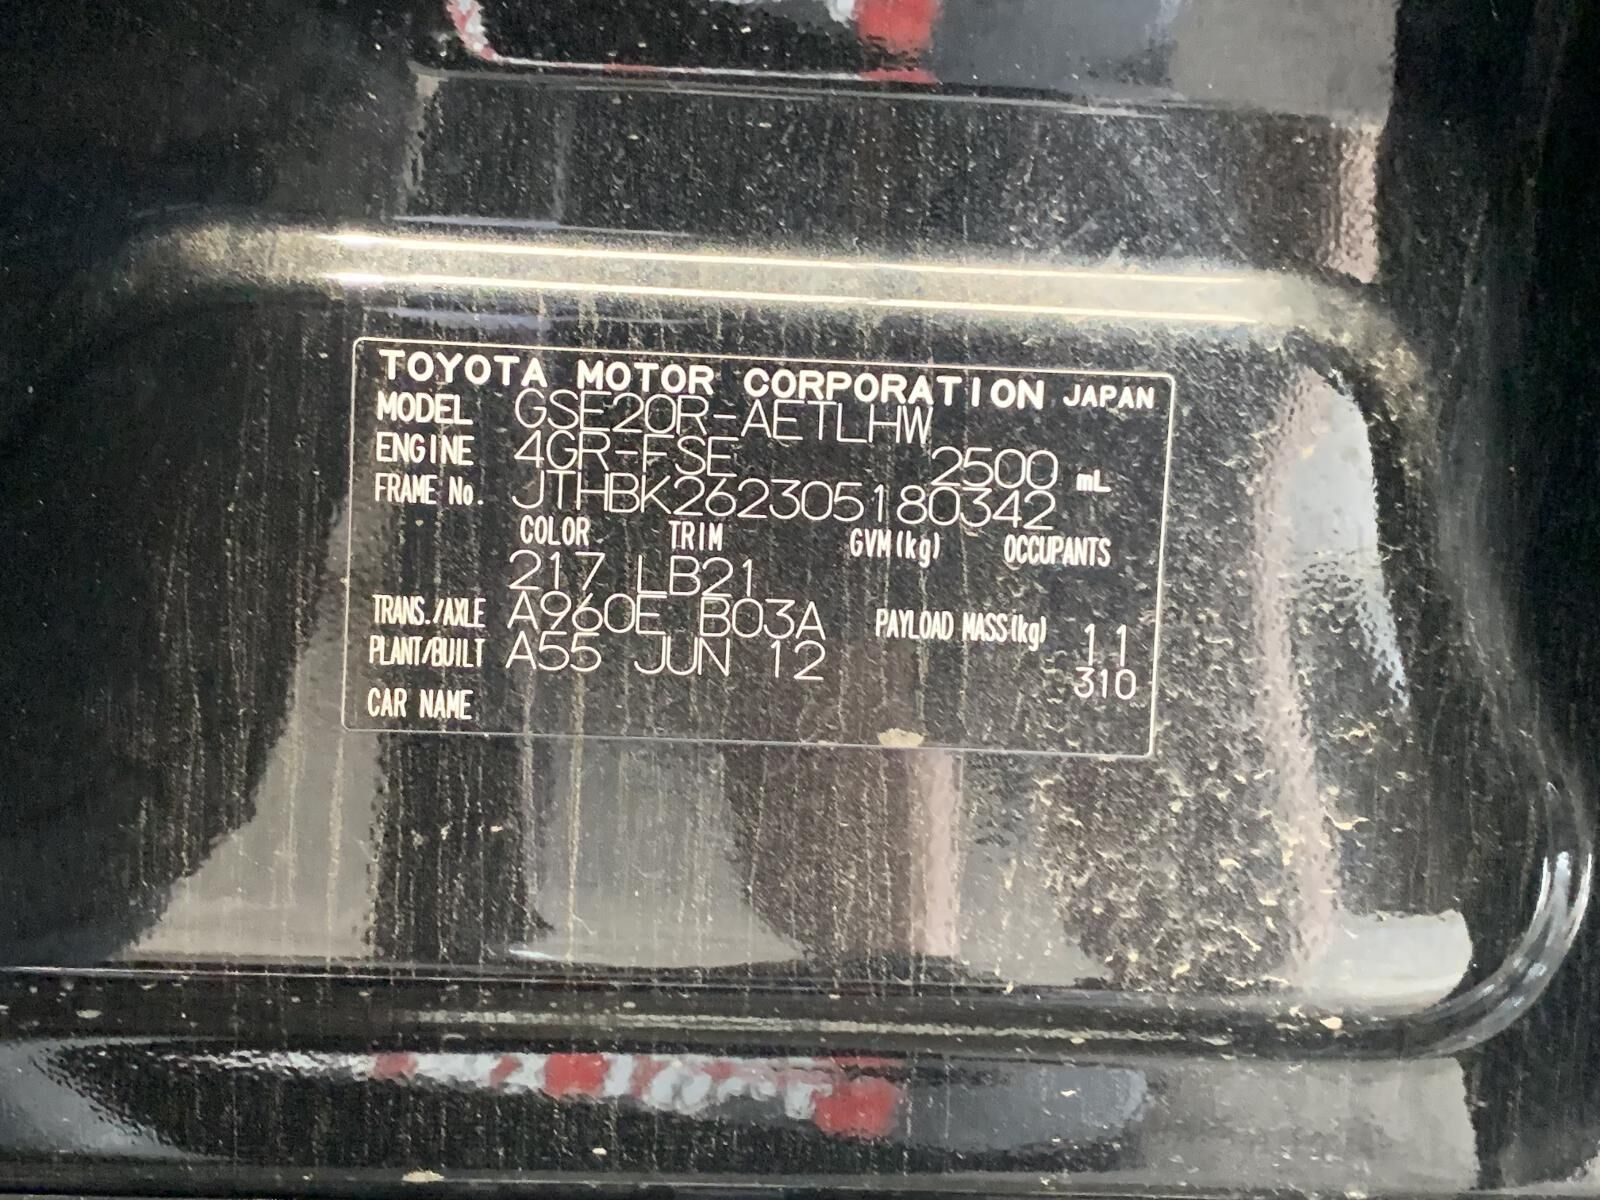 TOYOTA MOTOR CORPORATION JAPAN
MODEL GSE20R-AETLHW
ENGINE 4GR-FSE 2500 mL
FRAME No. JTHBK262305180342
COLOR TRIM GVM(kg) OCCUPANTS
217 LB21
TRANS./AXLE A960E B03A PAYLOAD MASS(kg) 11
PLANT/BUILT A55 JUN 12 310
CAR NAME